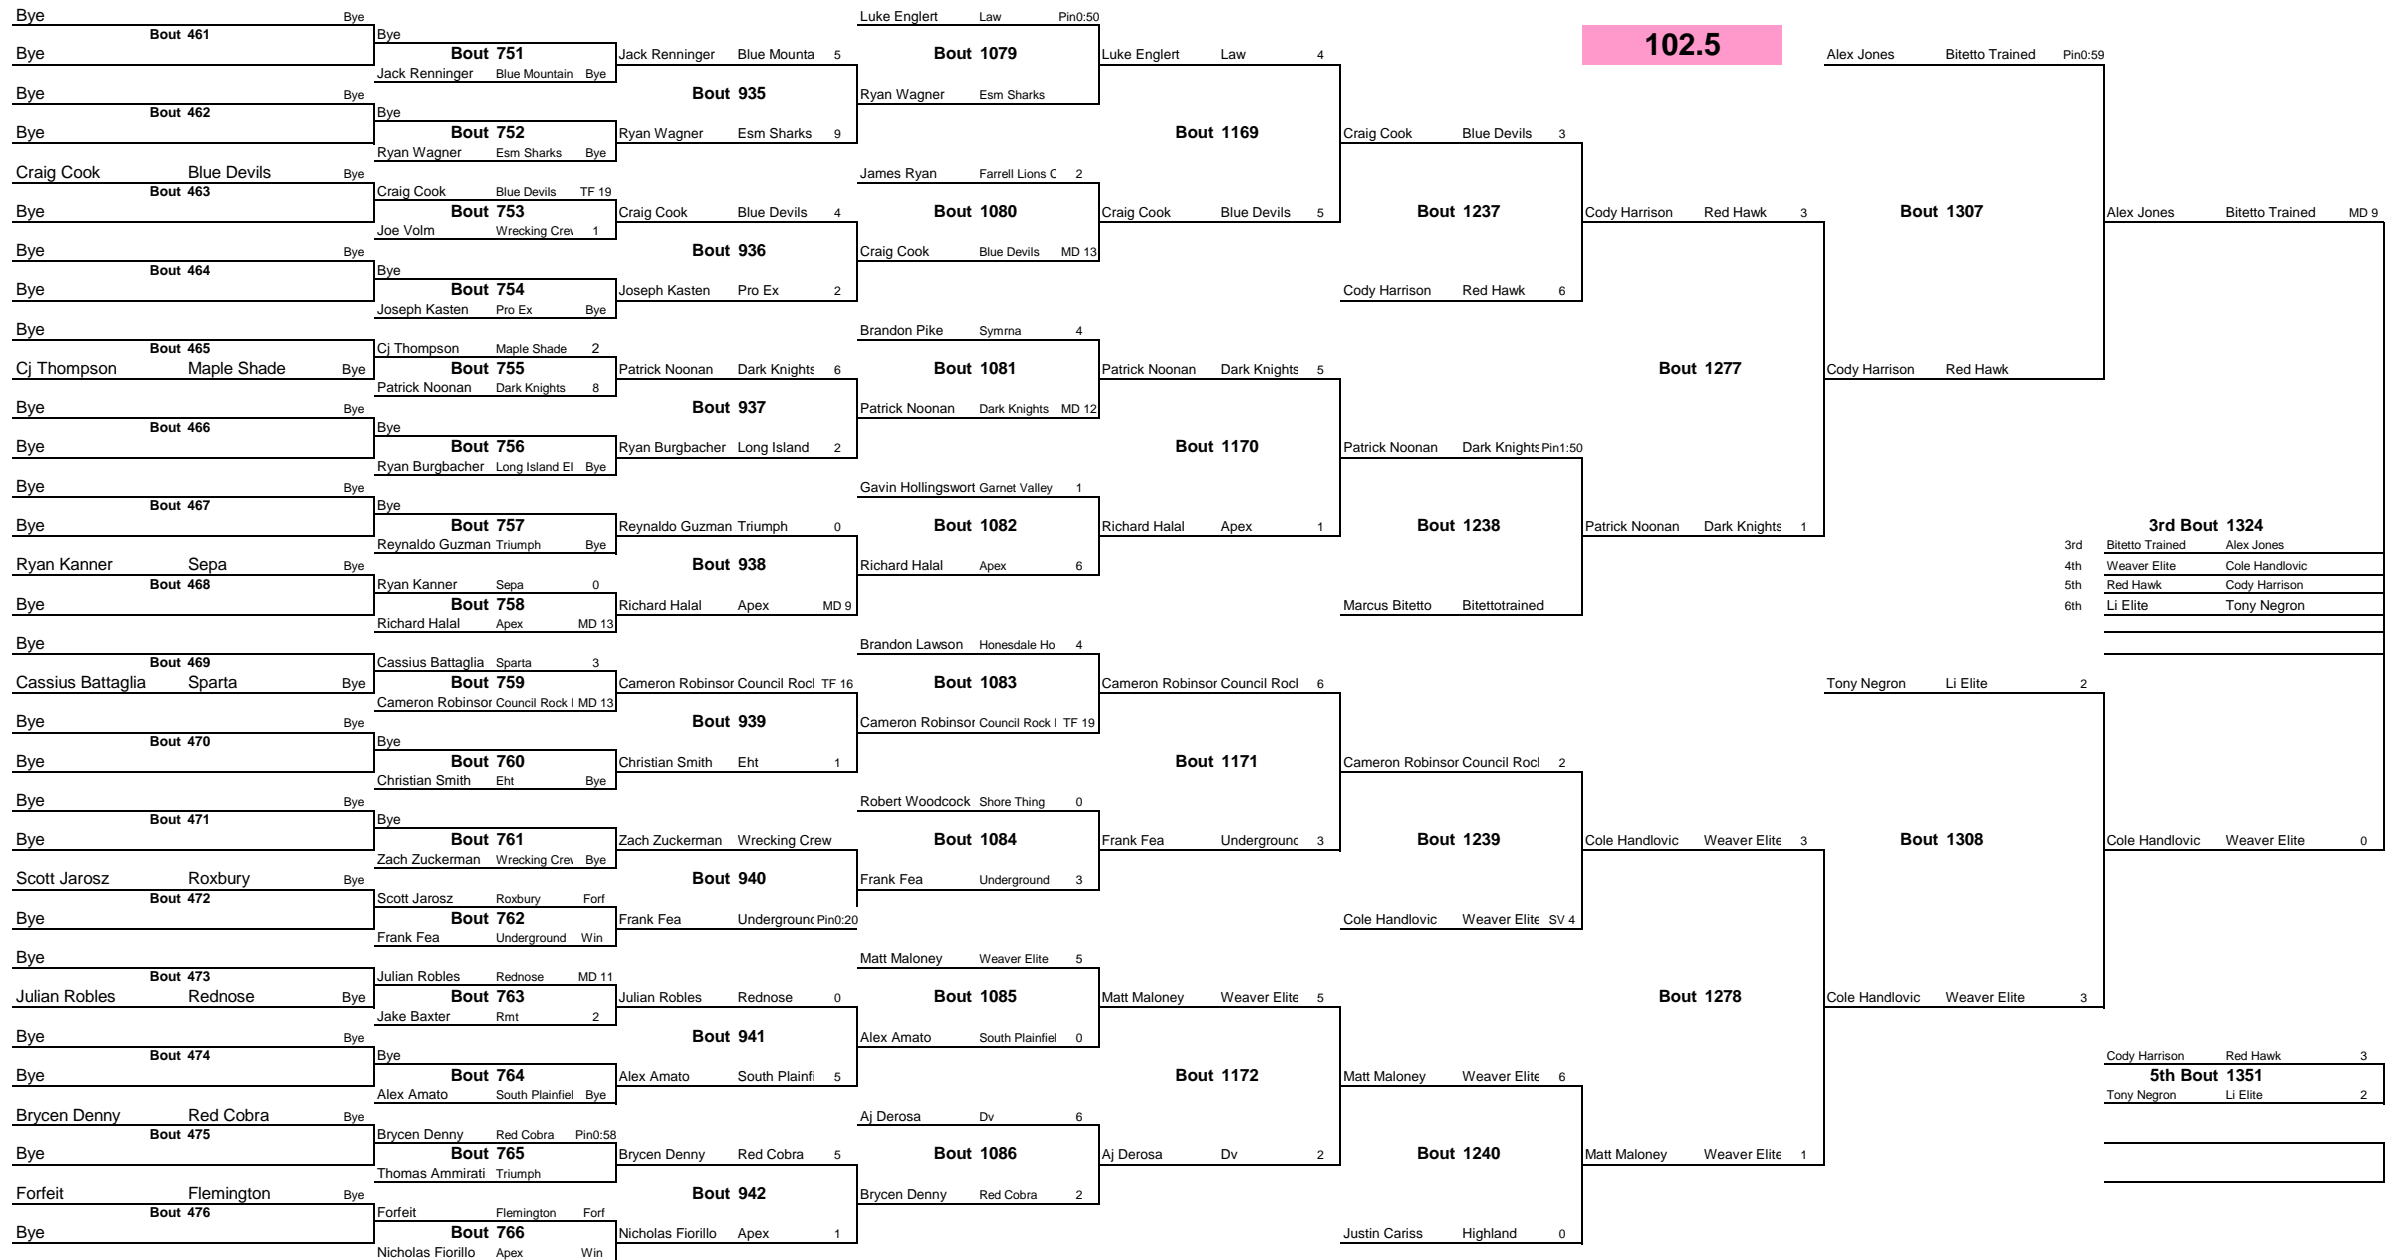 Bye Bye
Bout 461
Bye
Bye Bye
Bout 462
Bye
Craig Cook Blue Devils Bye
Bout 463
Bye
Bye Bye
Bout 464
Bye
Bye
Bout 465
Cj Thompson Maple Shade Bye
Bye Bye
Bout 466
Bye
Bye Bye
Bout 467
Bye
Ryan Kanner Sepa Bye
Bout 468
Bye
Bye
Bout 469
Cassius Battaglia Sparta Bye
Bye Bye
Bout 470
Bye
Bye Bye
Bout 471
Bye
Scott Jarosz Roxbury Bye
Bout 472
Bye
Bye
Bout 473
Julian Robles Rednose Bye
Bye Bye
Bout 474
Bye
Brycen Denny Red Cobra Bye
Bout 475
Bye
Forfeit Flemington Bye
Bout 476
Bye
Bye
Bout 751
Jack Renninger Blue Mountain Bye
Bye
Bout 752
Ryan Wagner Esm Sharks Bye
Craig Cook Blue Devils TF 19
Bout 753
Joe Volm Wrecking Crew 1
Bye
Bout 754
Joseph Kasten Pro Ex Bye
Cj Thompson Maple Shade 2
Bout 755
Patrick Noonan Dark Knights 8
Bye
Bout 756
Ryan Burgbacher Long Island El Bye
Bye
Bout 757
Reynaldo Guzman Triumph Bye
Ryan Kanner Sepa 0
Bout 758
Richard Halal Apex MD 13
Cassius Battaglia Sparta 3
Bout 759
Cameron Robinsor Council Rock MD 13
Bye
Bout 760
Christian Smith Eht Bye
Bye
Bout 761
Zach Zuckerman Wrecking Crew Bye
Scott Jarosz Roxbury Forf
Bout 762
Frank Fea Underground Win
Julian Robles Rednose MD 11
Bout 763
Jake Baxter Rmt 2
Bye
Bout 764
Alex Amato South Plainfiel Bye
Brycen Denny Red Cobra Pin0:58
Bout 765
Thomas Ammirati Triumph
Forfeit Flemington Forf
Bout 766
Nicholas Fiorillo Apex Win
Jack Renninger Blue Mounta 5
Bout 935
Ryan Wagner Esm Sharks 9
Craig Cook Blue Devils 4
Bout 936
Joseph Kasten Pro Ex 2
Patrick Noonan Dark Knights 6
Bout 937
Ryan Burgbacher Long Island 2
Reynaldo Guzman Triumph 0
Bout 938
Richard Halal Apex MD 9
Cameron Robinsor Council Rocl TF 16
Bout 939
Christian Smith Eht 1
Zach Zuckerman Wrecking Crew
Bout 940
Frank Fea Underground Pin0:20
Julian Robles Rednose 0
Bout 941
Alex Amato South Plainfi 5
Brycen Denny Red Cobra 5
Bout 942
Nicholas Fiorillo Apex 1
Luke Englert Law Pin0:50
Bout 1079
Ryan Wagner Esm Sharks
James Ryan Farrell Lions C 2
Bout 1080
Craig Cook Blue Devils MD 13
Brandon Pike Symrna 4
Bout 1081
Patrick Noonan Dark Knights MD 12
Gavin Hollingswort Garnet Valley 1
Bout 1082
Richard Halal Apex 6
Brandon Lawson Honesdale Ho 4
Bout 1083
Cameron Robinsor Council Rock TF 19
Robert Woodcock Shore Thing 0
Bout 1084
Frank Fea Underground 3
Matt Maloney Weaver Elite 5
Bout 1085
Alex Amato South Plainfiel 0
Aj Derosa Dv 6
Bout 1086
Brycen Denny Red Cobra 2
Luke Englert Law 4
Bout 1169
Craig Cook Blue Devils 5
Patrick Noonan Dark Knights 5
Bout 1170
Richard Halal Apex 1
Cameron Robinsor Council Rocl 6
Bout 1171
Frank Fea Undergrounc 3
Matt Maloney Weaver Elite 5
Bout 1172
Aj Derosa Dv 2
Craig Cook Blue Devils 3
Bout 1237
Cody Harrison Red Hawk 6
Patrick Noonan Dark Knights Pin1:50
Bout 1238
Marcus Bitetto Bitettotrained
Cameron Robinsor Council Rocl 2
Bout 1239
Cole Handlovic Weaver Elite SV 4
Matt Maloney Weaver Elite 6
Bout 1240
Justin Cariss Highland 0
102.5
Cody Harrison Red Hawk 3
Bout 1277
Patrick Noonan Dark Knights 1
Cole Handlovic Weaver Elite 3
Bout 1278
Matt Maloney Weaver Elite 1
Alex Jones Bitetto Trained Pin0:59
Bout 1307
Cody Harrison Red Hawk
Tony Negron Li Elite 2
Bout 1308
Cole Handlovic Weaver Elite 3
Alex Jones Bitetto Trained MD 9
3rd Bout 1324
3rd Bitetto Trained Alex Jones
4th Weaver Elite Cole Handlovic
5th Red Hawk Cody Harrison
6th Li Elite Tony Negron
Cole Handlovic Weaver Elite 0
Cody Harrison Red Hawk 3
5th Bout 1351
Tony Negron Li Elite 2